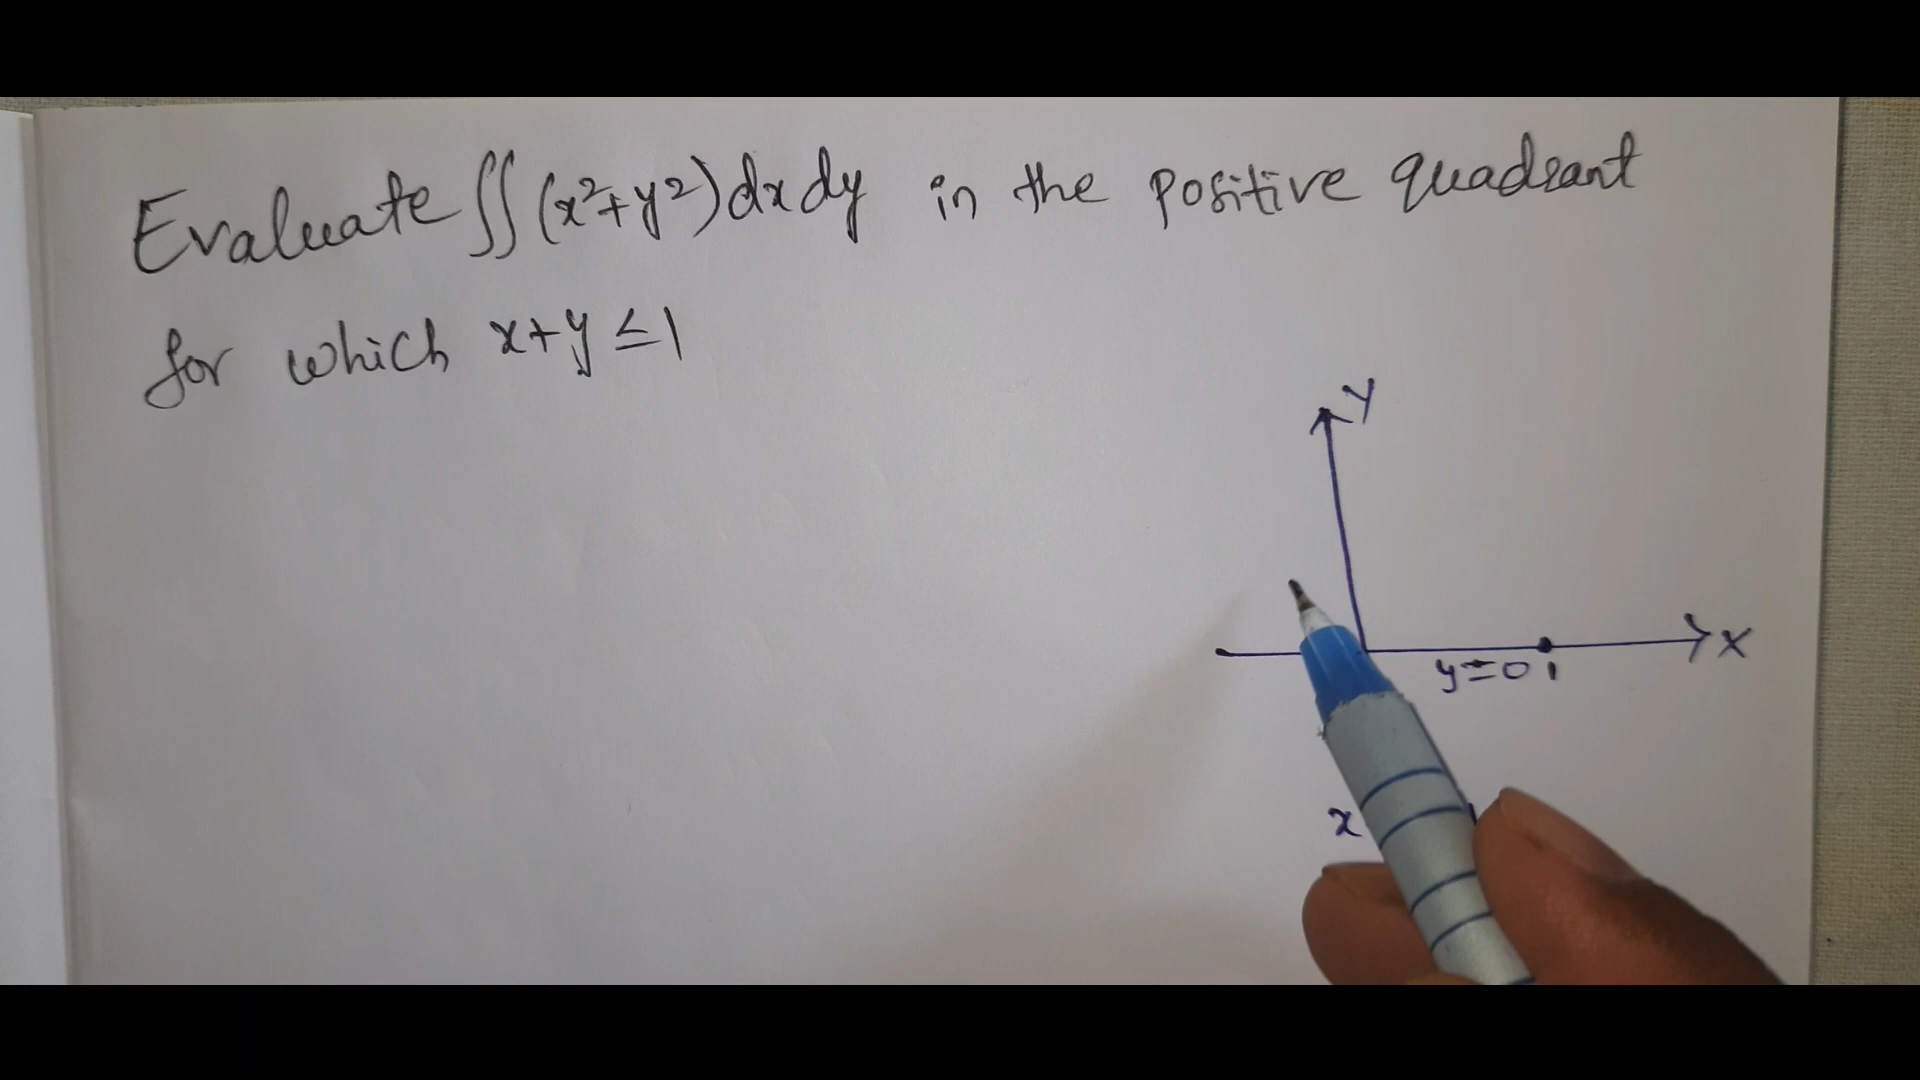 Evaluate ∬(x²+y²)dxdy in the positive quadrant
for which x+y≤1
Y
X
y=0 1
x